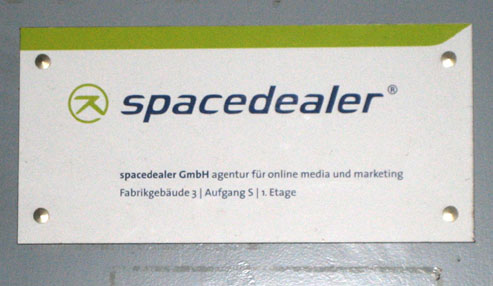 spacedealer®
spacedealer GmbH agentur für online media und marketing
Fabrikgebäude 3 | Aufgang S | 1. Etage